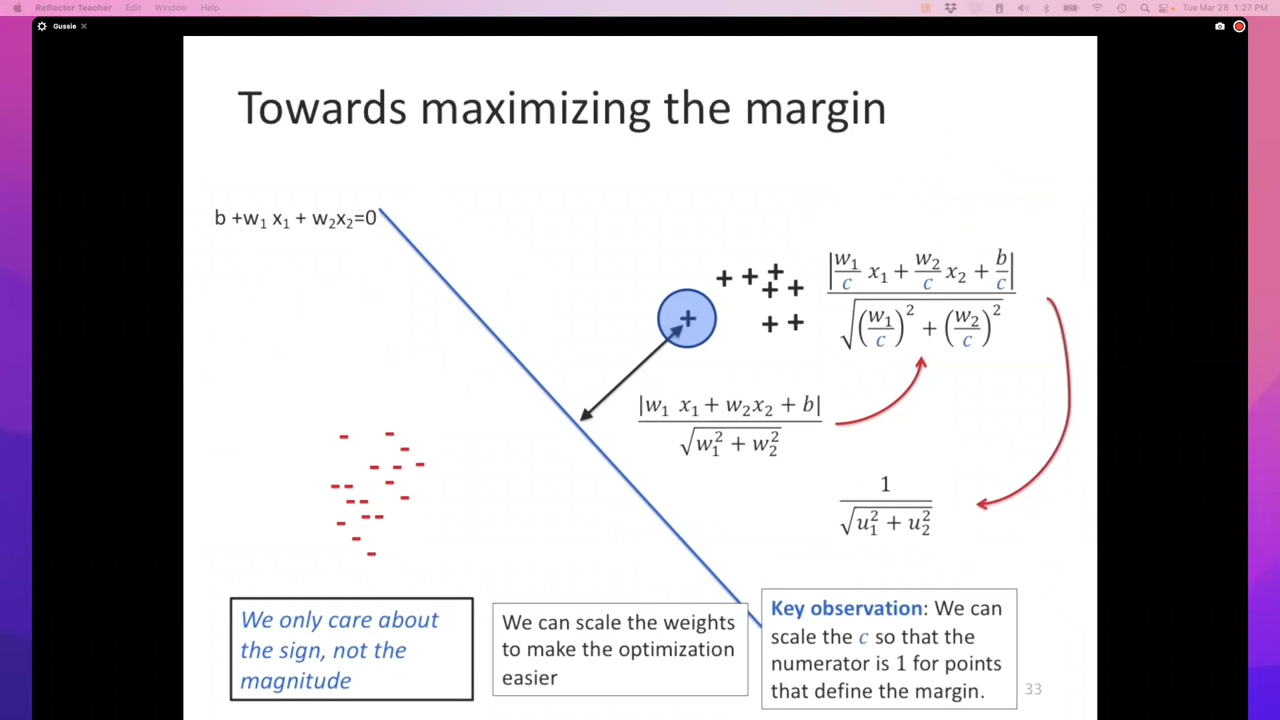 Reflector Teacher Edit Window Help
Tue Mar 28 1:27 PM
Gussie
Towards maximizing the margin
b +w₁ x₁ + w₂x₂=0
|w₁/c x₁ + w₂/c x₂ + b/c|
√((w₁/c)² + (w₂/c)²)
|w₁ x₁ + w₂x₂ + b|
√(w₁² + w₂²)
1
√(u₁² + u₂²)
We only care about
the sign, not the
magnitude
We can scale the weights
to make the optimization
easier
Key observation: We can
scale the c so that the
numerator is 1 for points
that define the margin.
33